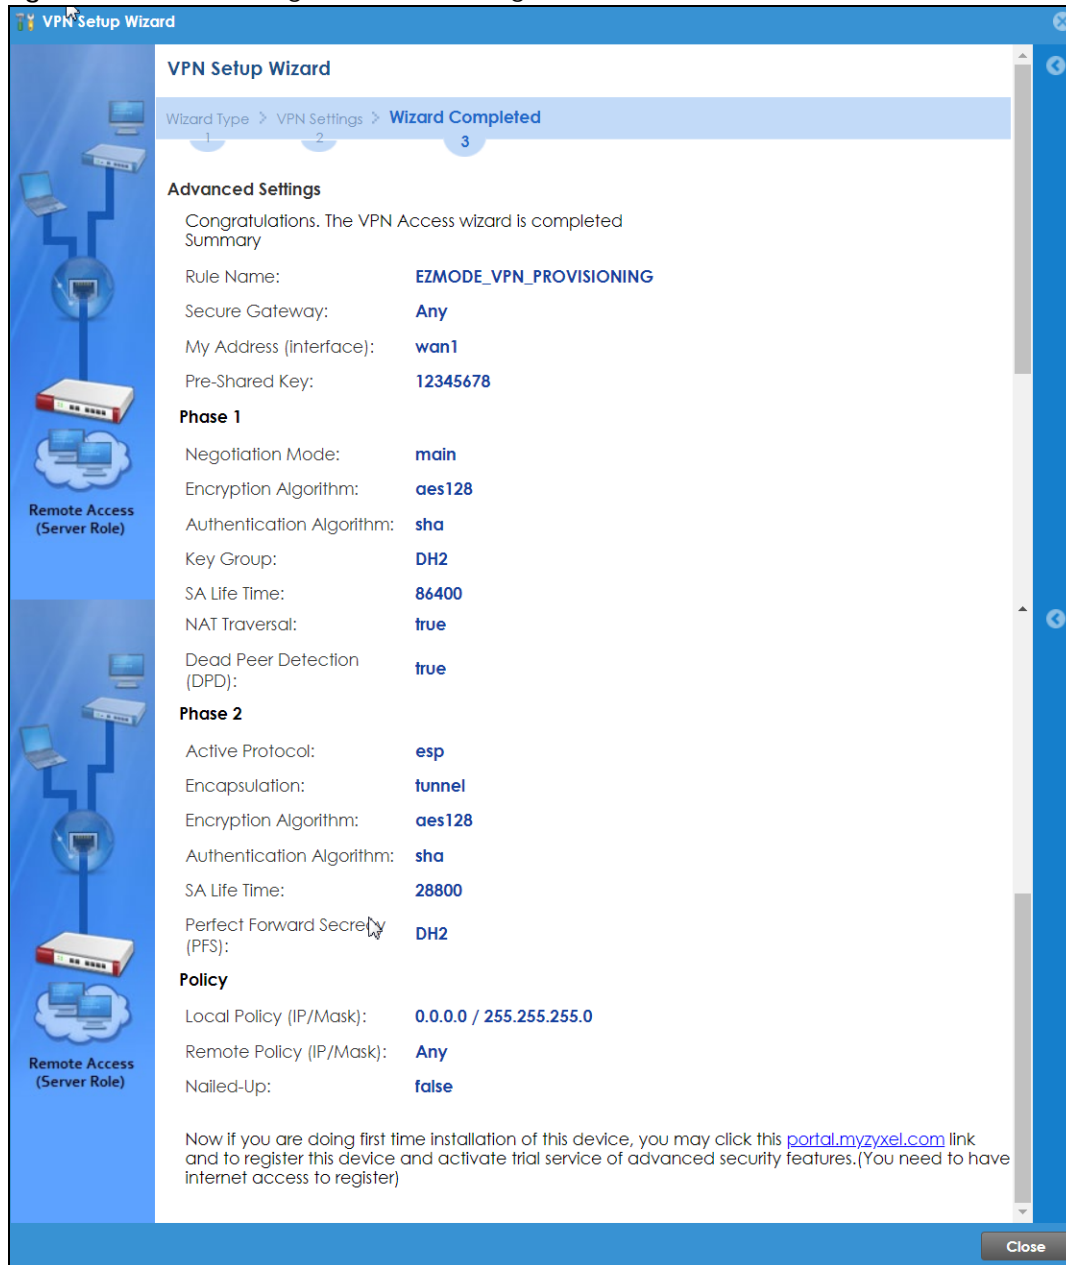 VPN Setup Wizard
VPN Setup Wizard
Wizard Type > VPN Settings > Wizard Completed
1 2 3
Advanced Settings
Congratulations. The VPN Access wizard is completed
Summary
Rule Name: EZMODE_VPN_PROVISIONING
Secure Gateway: Any
My Address (interface): wan1
Pre-Shared Key: 12345678
Phase 1
Negotiation Mode: main
Encryption Algorithm: aes128
Remote Access
(Server Role)
Authentication Algorithm: sha
Key Group: DH2
SA Life Time: 86400
NAT Traversal: true
Dead Peer Detection
(DPD): true
Phase 2
Active Protocol: esp
Encapsulation: tunnel
Encryption Algorithm: aes128
Authentication Algorithm: sha
SA Life Time: 28800
Perfect Forward Secrecy
(PFS): DH2
Policy
Local Policy (IP/Mask): 0.0.0.0 / 255.255.255.0
Remote Policy (IP/Mask): Any
Remote Access
(Server Role)
Nailed-Up: false
Now if you are doing first time installation of this device, you may click this portal.myzyxel.com link
and to register this device and activate trial service of advanced security features.(You need to have
internet access to register)
Close